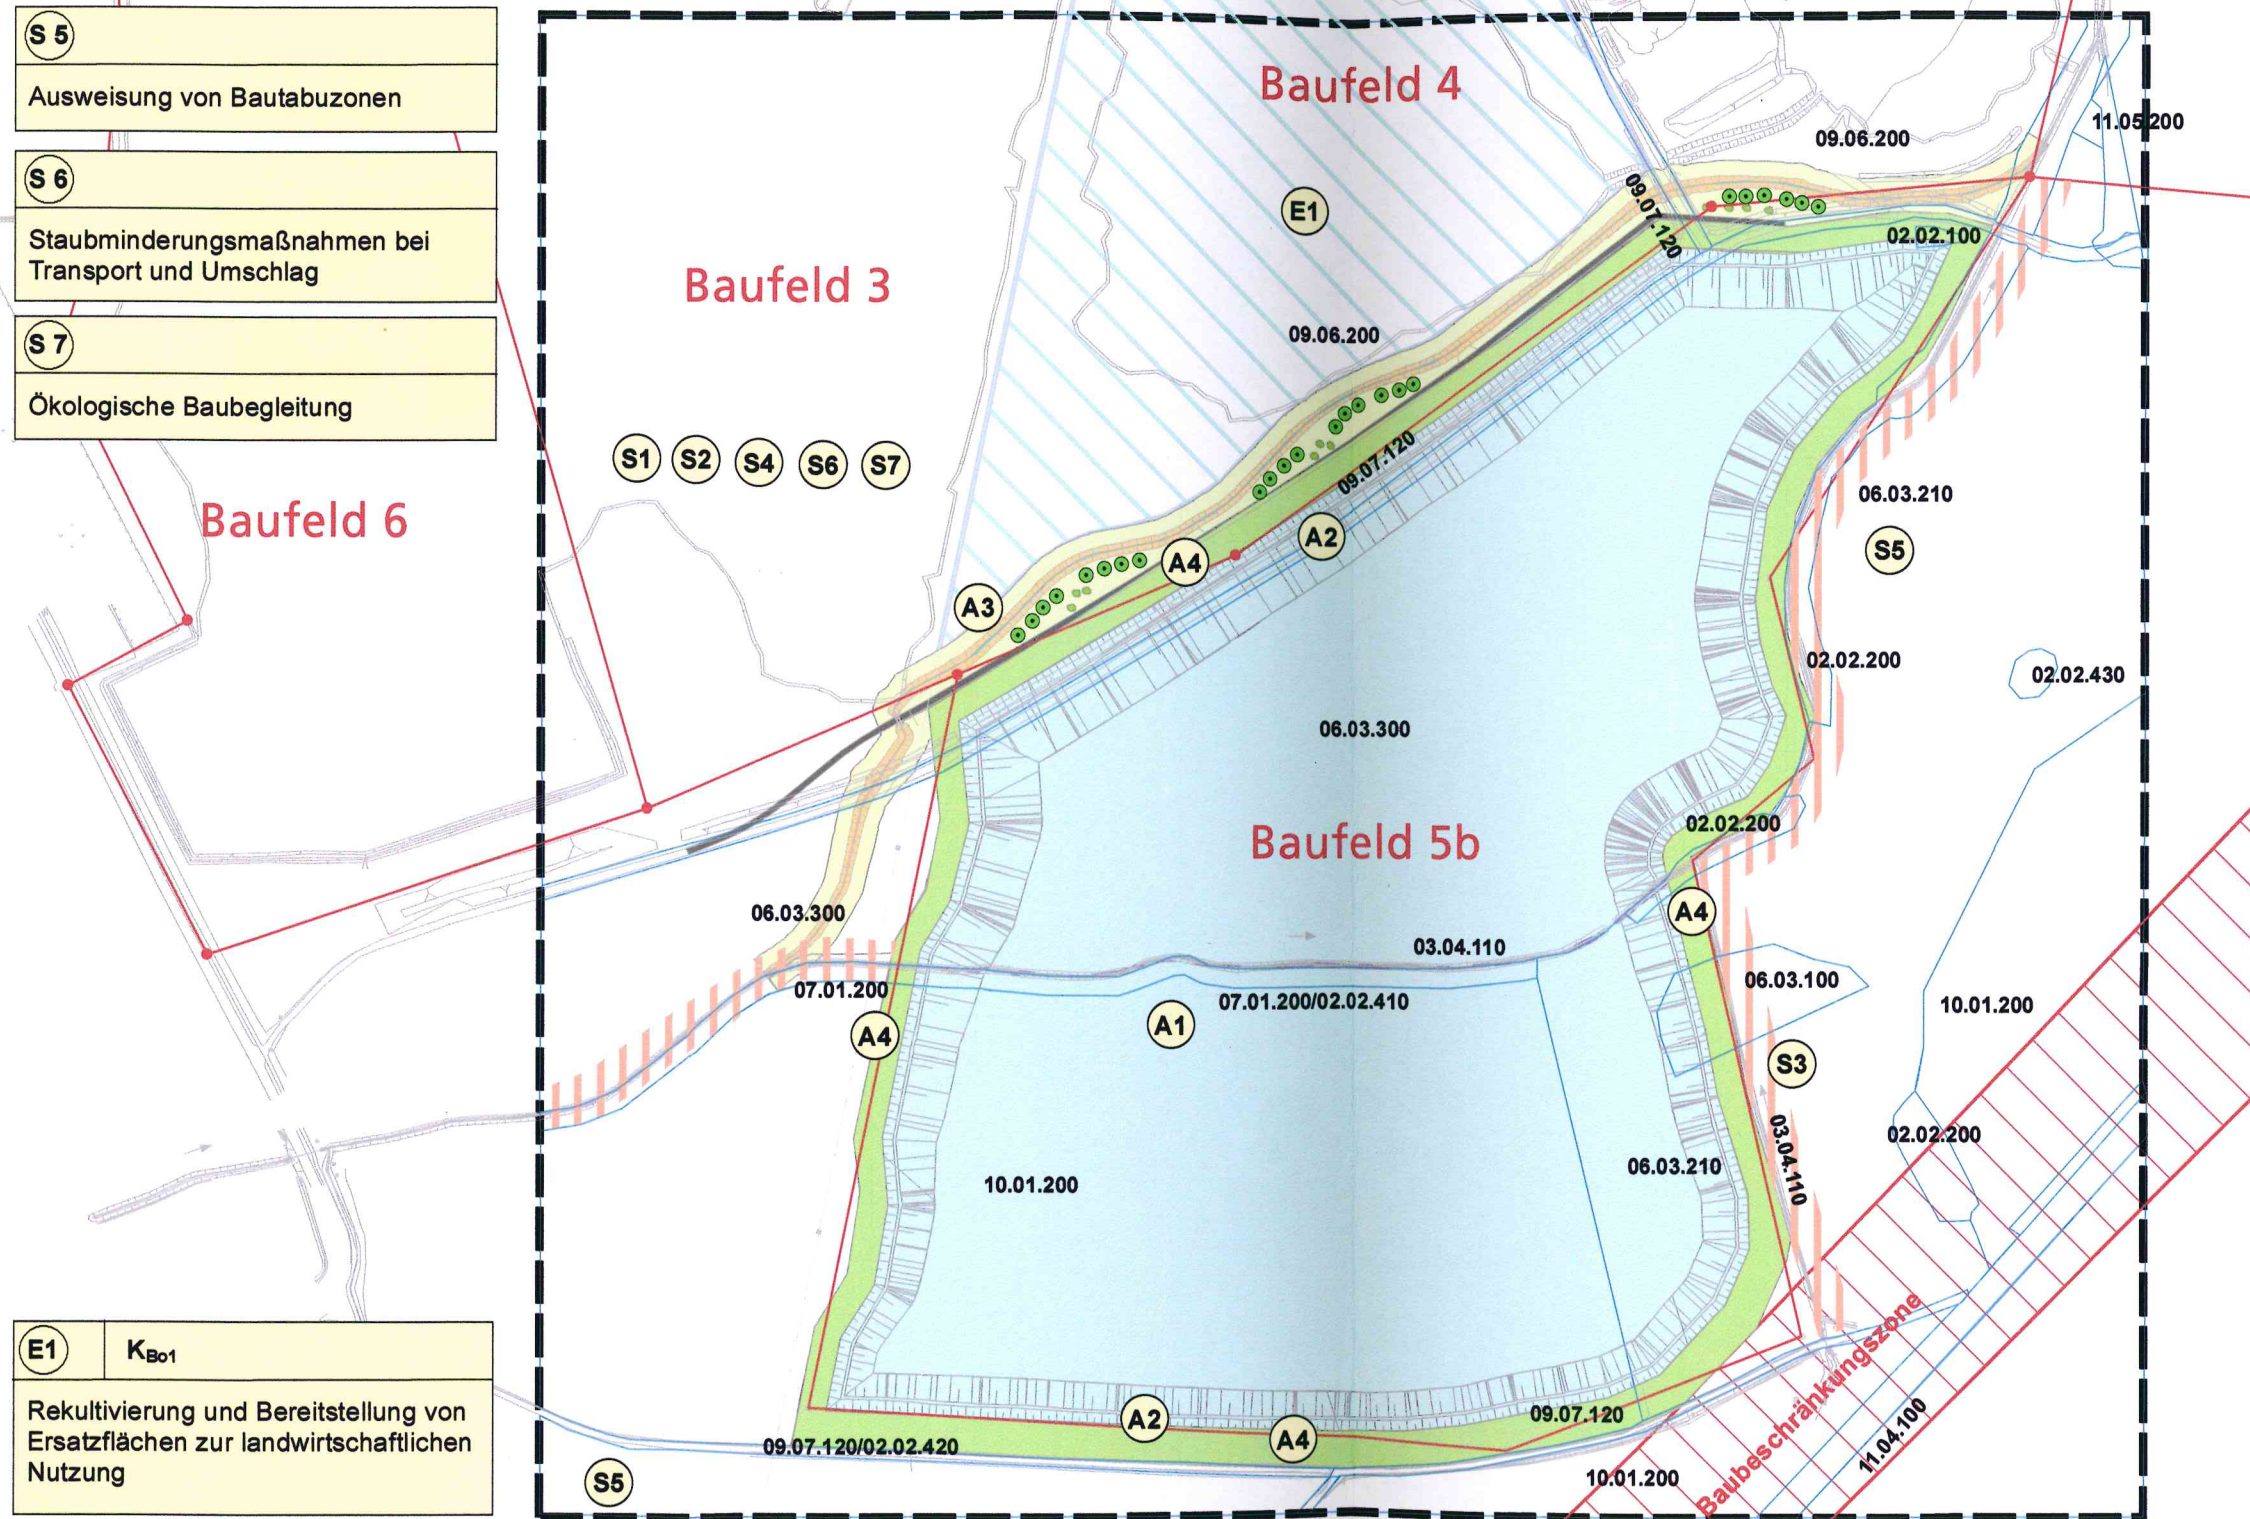 S 5
Ausweisung von Bautabuzonen
S 6
Staubminderungsmaßnahmen bei
Transport und Umschlag
S 7
Ökologische Baubegleitung
Baufeld 6
E1 K_Bo1
Rekultivierung und Bereitstellung von
Ersatzflächen zur landwirtschaftlichen
Nutzung
Baufeld 4
11.05.200
09.06.200
E1
09.07.120
02.02.100
Baufeld 3
09.06.200
S1 S2 S4 S6 S7
09.07.120
06.03.210
A2
S5
A4
A3
02.02.200
02.02.430
06.03.300
02.02.200
Baufeld 5b
06.03.300
A4
03.04.110
06.03.100
07.01.200
07.01.200/02.02.410
10.01.200
A1
A4
S3
02.02.200
03.04.110
06.03.210
10.01.200
Baubeschränkungszone
A2
09.07.120
A4
09.07.120/02.02.420
11.04.100
S5
10.01.200